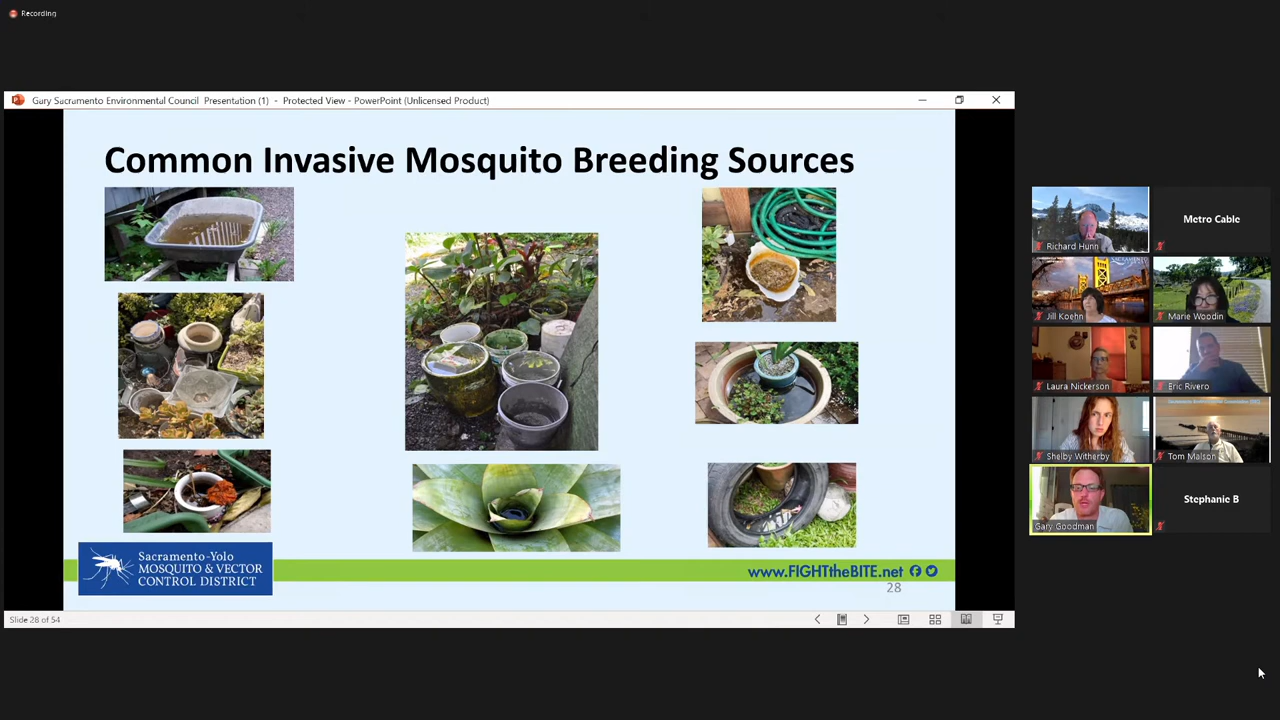 Recording
Gary Sacramento Environmental Council Presentation (1) - Protected View - PowerPoint (Unlicensed Product)
Common Invasive Mosquito Breeding Sources
Sacramento-Yolo
MOSQUITO & VECTOR
CONTROL DISTRICT
www.FIGHTtheBITE.net
28
Slide 28 of 54
Richard Hunn
Metro Cable
Jill Koehn
Marie Woodin
Laura Nickerson
Eric Rivero
Shelby Witherby
Tom Malson
Gary Goodman
Stephanie B